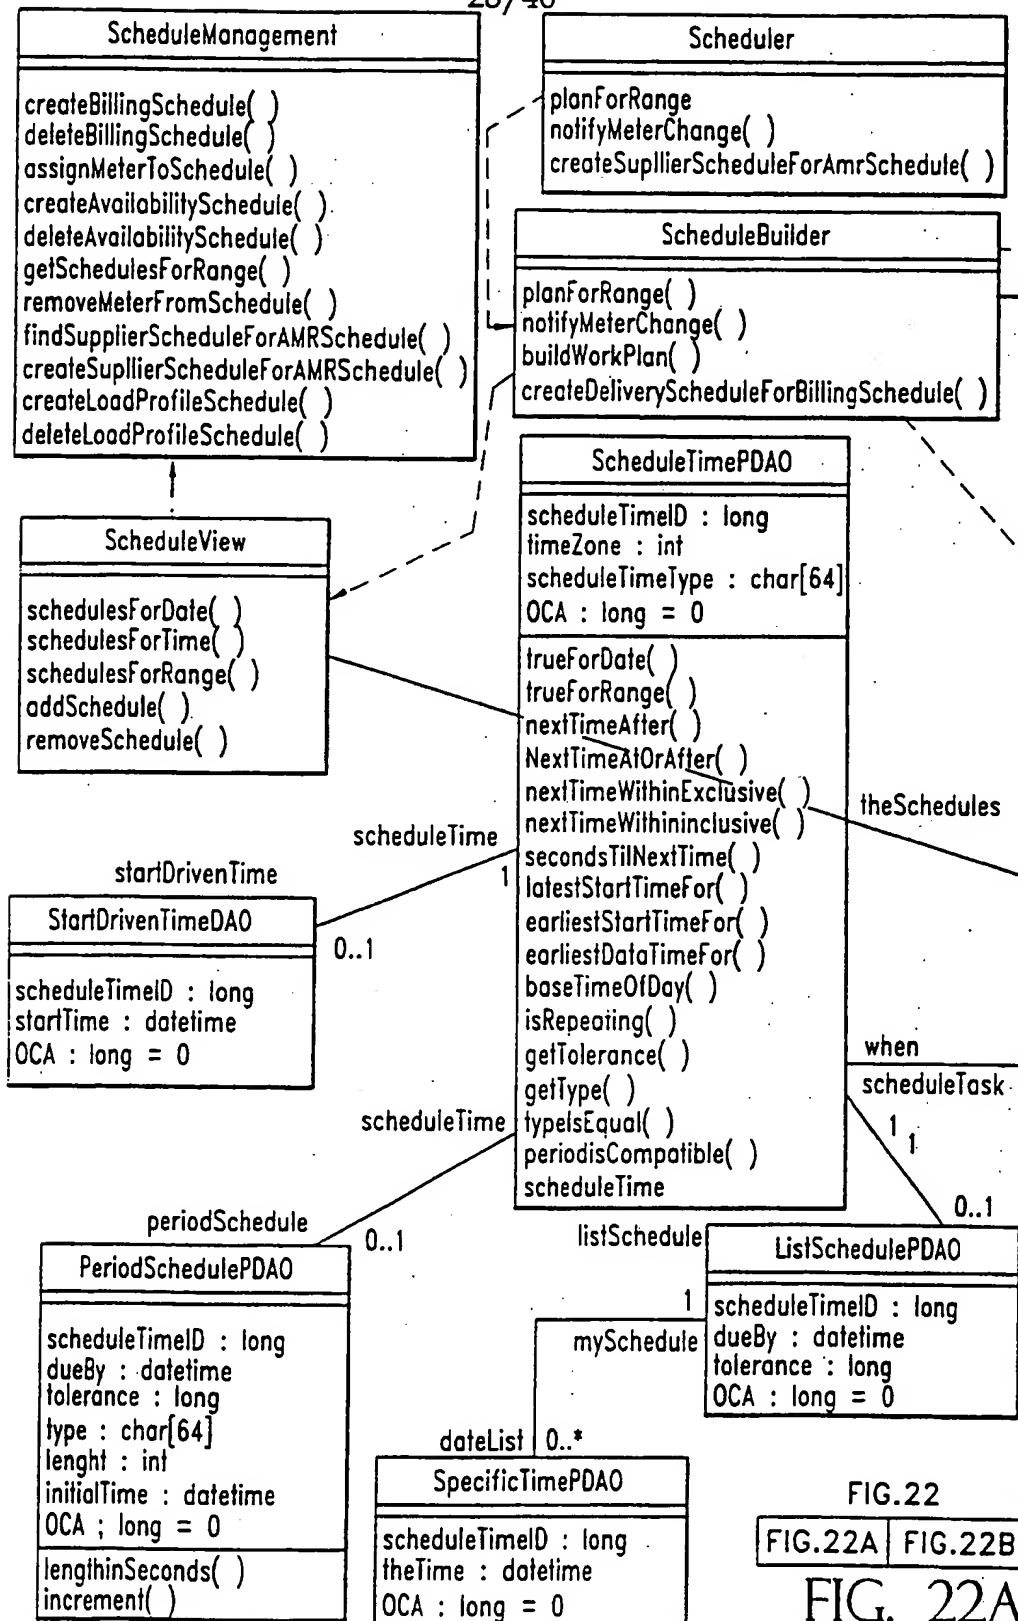 ScheduleManagement
createBillingSchedule( )
deleteBillingSchedule( )
assignMeterToSchedule( )
createAvailabilitySchedule( )
deleteAvailabilitySchedule( )
getSchedulesForRange( )
removeMeterFromSchedule( )
findSupplierScheduleForAMRSchedule( )
createSupllierScheduleForAMRSchedule( )
createLoadProfileSchedule( )
deleteLoadProfileSchedule( )
Scheduler
planForRange
notifyMeterChange( )
createSupllierScheduleForAmrSchedule( )
ScheduleBuilder
planForRange( )
notifyMeterChange( )
buildWorkPlan( )
createDeliveryScheduleForBillingSchedule( )
ScheduleView
schedulesForDate( )
schedulesForTime( )
schedulesForRange( )
addSchedule( )
removeSchedule( )
ScheduleTimePDAO
scheduleTimeID : long
timeZone : int
scheduleTimeType : char[64]
OCA : long = 0
trueForDate( )
trueForRange( )
nextTimeAfter( )
NextTimeAtOrAfter( )
nextTimeWithinExclusive( )
nextTimeWithininclusive( )
secondsTilNextTime( )
latestStartTimeFor( )
earliestStartTimeFor( )
earliestDataTimeFor( )
baseTimeOfDay( )
isRepeating( )
getTolerance( )
getType( )
typeIsEqual( )
periodisCompatible( )
scheduleTime
theSchedules
scheduleTime
1
startDrivenTime
0..1
StartDrivenTimeDAO
scheduleTimeID : long
startTime : datetime
OCA : long = 0
when
scheduleTask
1
1
0..1
scheduleTime
periodSchedule
0..1
PeriodSchedulePDAO
scheduleTimeID : long
dueBy : datetime
tolerance : long
type : char[64]
lenght : int
initialTime : datetime
OCA ; long = 0
lengthinSeconds( )
increment( )
listSchedule
ListSchedulePDAO
scheduleTimeID : long
dueBy : datetime
tolerance : long
OCA : long = 0
1
mySchedule
dateList
0..*
SpecificTimePDAO
scheduleTimeID : long
theTime : datetime
OCA : long = 0
FIG.22
FIG.22A FIG.22B
FIG. 22A